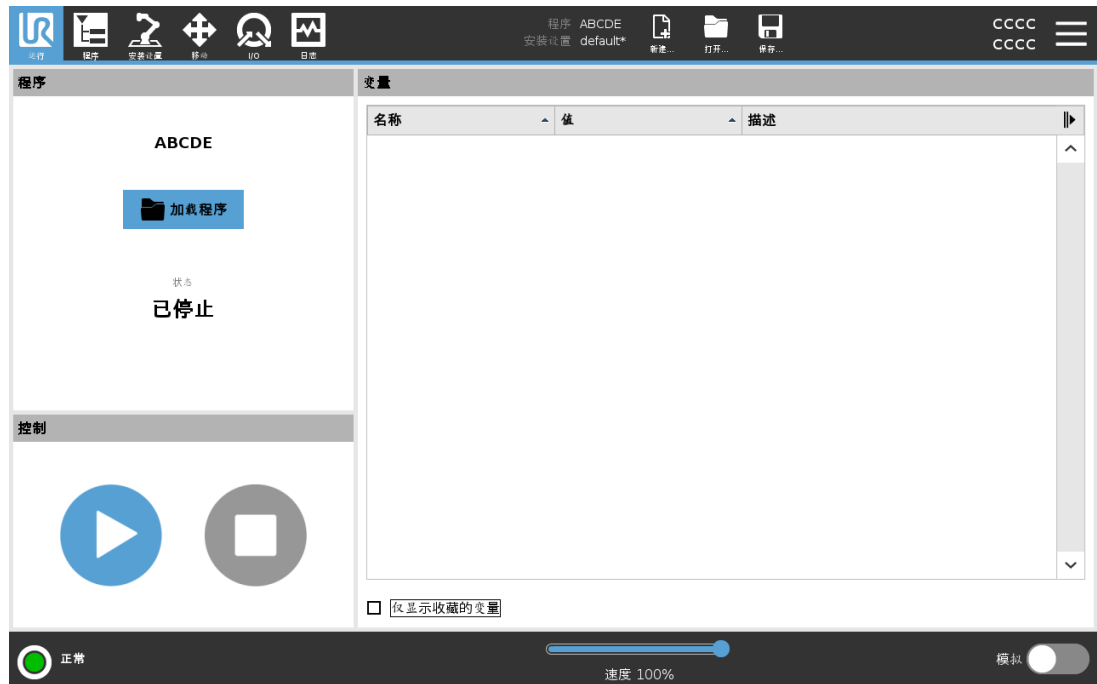 程序 ABCDE
安装设置 default*
CCCC
CCCC
运行
程序
安装设置
移动
I/O
日志
新建...
打开...
保存...
程序
变量
名称
值
描述
ABCDE
加载程序
状态
已停止
控制
仅显示收藏的变量
正常
速度 100%
模拟